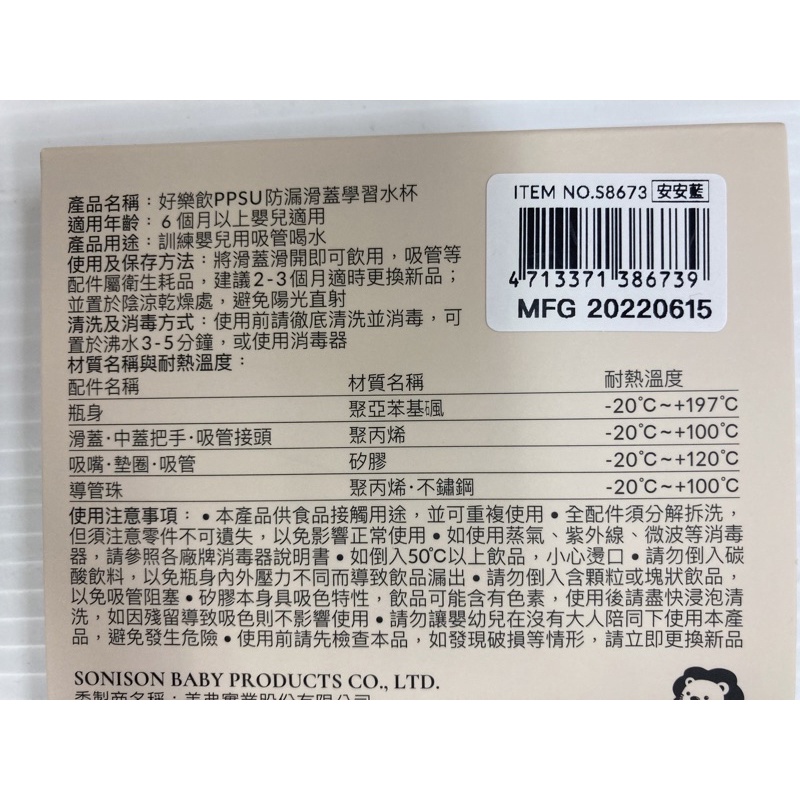 產品名稱：好樂飲PPSU防漏滑蓋學習水杯
適用年齡：6個月以上嬰兒適用
產品用途：訓練嬰兒用吸管喝水
使用及保存方法：將滑蓋滑開即可飲用，吸管等
配件屬衛生耗品，建議2-3個月適時更換新品；
並置於陰涼乾燥處，避免陽光直射
清洗及消毒方式：使用前請徹底清洗並消毒，可
置於沸水3-5分鐘，或使用消毒器
ITEM NO.S8673 安安藍
4713371386739
MFG 20220615
材質名稱與耐熱溫度：
配件名稱 材質名稱 耐熱溫度
瓶身 聚亞苯基碸 -20℃~+197℃
滑蓋·中蓋把手·吸管接頭 聚丙烯 -20℃~+100℃
吸嘴·墊圈·吸管 矽膠 -20℃~+120℃
導管珠 聚丙烯·不鏽鋼 -20℃~+100℃
使用注意事項：●本產品供食品接觸用途，並可重複使用●全配件須分解拆洗，
但須注意零件不可遺失，以免影響正常使用●如使用蒸氣、紫外線、微波等消毒
器，請參照各廠牌消毒器說明書●如倒入50℃以上飲品，小心燙口●請勿倒入碳
酸飲料，以免瓶身內外壓力不同而導致飲品漏出●請勿倒入含顆粒或塊狀飲品，
以免吸管阻塞●矽膠本身具吸色特性，飲品可能含有色素，使用後請盡快浸泡清
洗，如因殘留導致吸色則不影響使用●請勿讓嬰幼兒在沒有大人陪同下使用本產
品，避免發生危險●使用前請先檢查本品，如發現破損等情形，請立即更換新品
SONISON BABY PRODUCTS CO., LTD.
委製商名稱：美弗實業股份有限公司